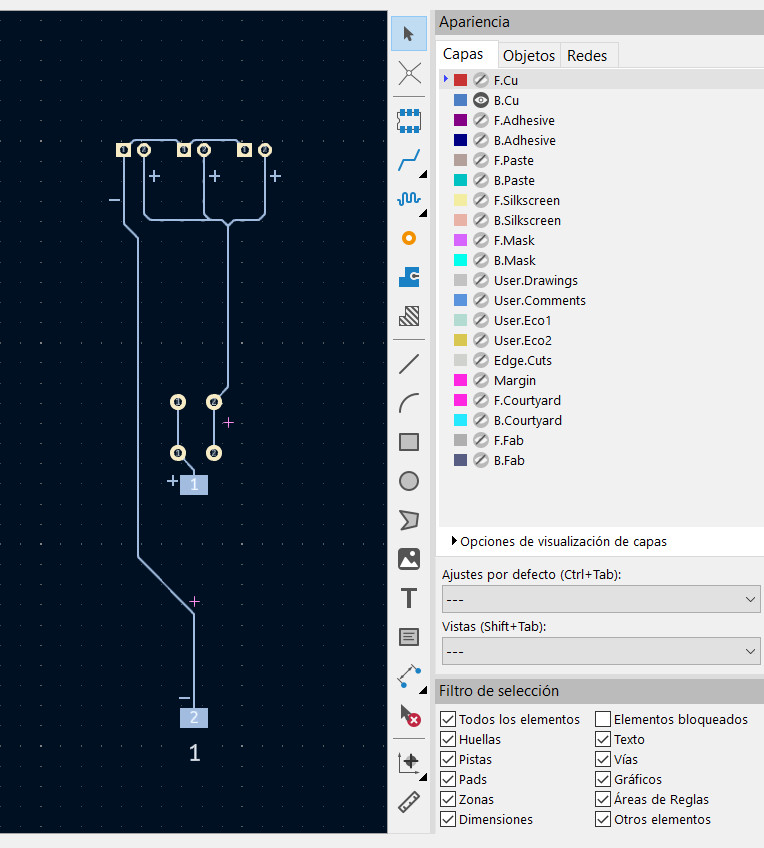 Apariencia
Capas Objetos Redes
F.Cu
B.Cu
F.Adhesive
B.Adhesive
F.Paste
B.Paste
F.Silkscreen
B.Silkscreen
F.Mask
B.Mask
User.Drawings
User.Comments
User.Eco1
User.Eco2
Edge.Cuts
Margin
F.Courtyard
B.Courtyard
F.Fab
B.Fab
Opciones de visualización de capas
Ajustes por defecto (Ctrl+Tab):
---
Vistas (Shift+Tab):
---
Filtro de selección
Todos los elementos Elementos bloqueados
Huellas Texto
Pistas Vías
Pads Gráficos
Zonas Áreas de Reglas
Dimensiones Otros elementos
1 2 1 2 1 2
+ + +
−
1 2
+
1 2
+ 1
+
−
2
1
T